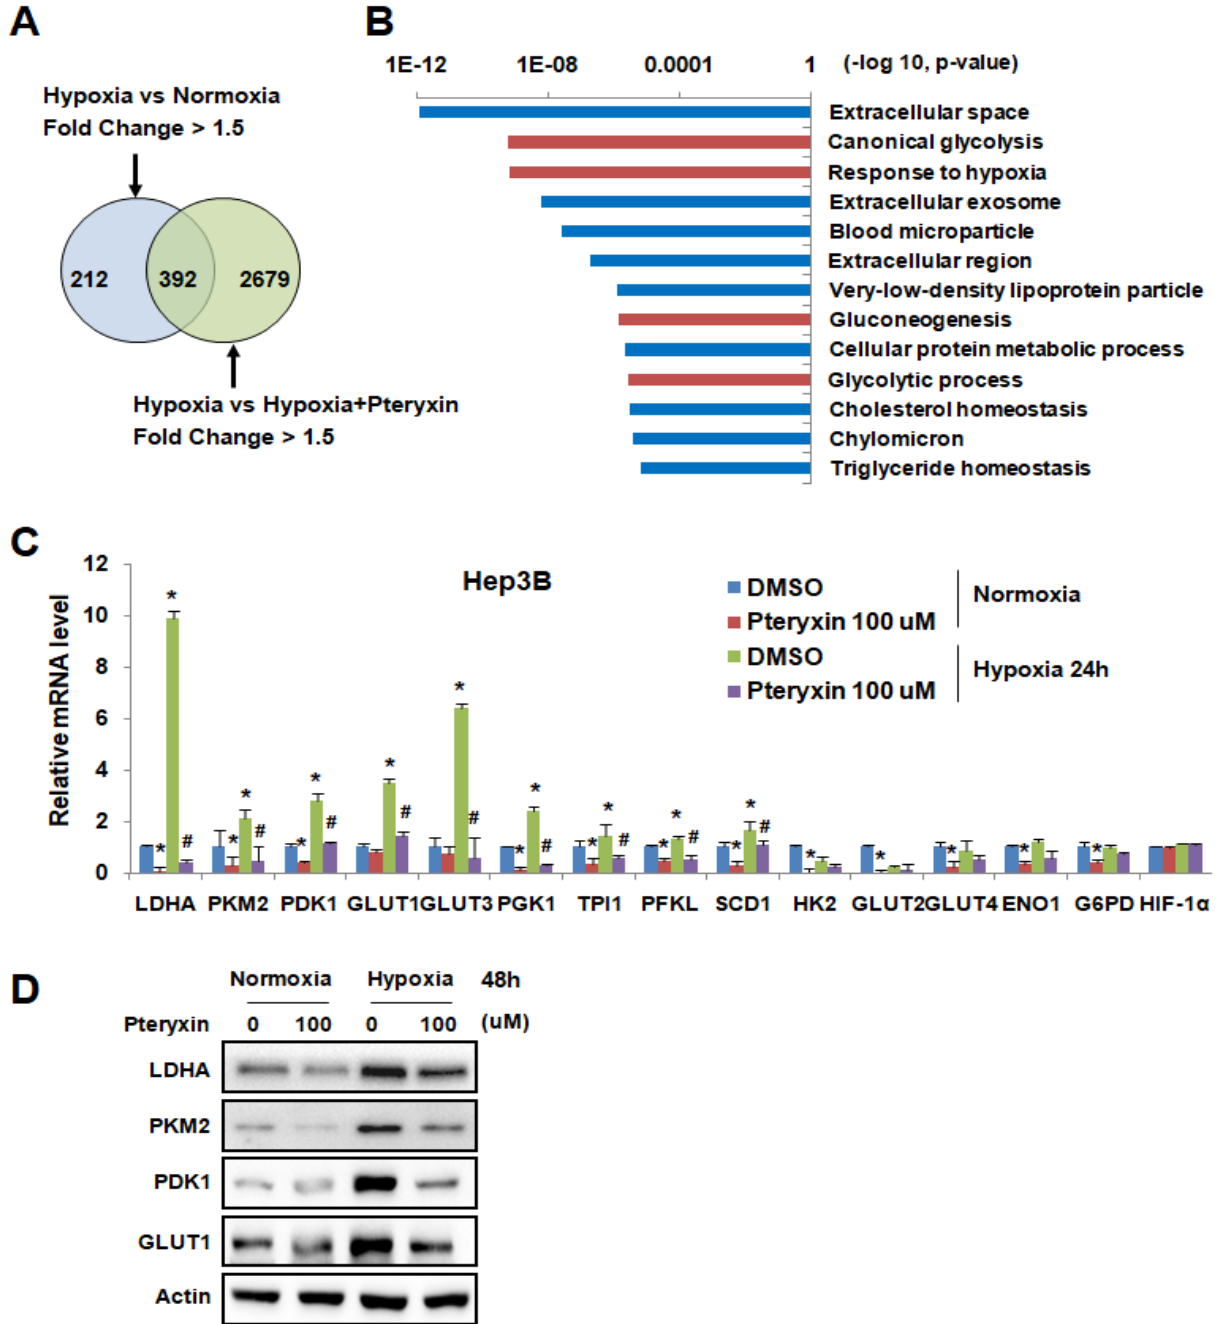 A
Hypoxia vs Normoxia
Fold Change > 1.5
212
392
2679
Hypoxia vs Hypoxia+Pteryxin
Fold Change > 1.5
B
1E-12 1E-08 0.0001 1 (-log 10, p-value)
Extracellular space
Canonical glycolysis
Response to hypoxia
Extracellular exosome
Blood microparticle
Extracellular region
Very-low-density lipoprotein particle
Gluconeogenesis
Cellular protein metabolic process
Glycolytic process
Cholesterol homeostasis
Chylomicron
Triglyceride homeostasis
C
Hep3B
Relative mRNA level
12
10
8
6
4
2
0
DMSO
Pteryxin 100 uM
Normoxia
DMSO
Pteryxin 100 uM
Hypoxia 24h
* * #
* * #
* * #
* #
* #
* * #
* * #
* * #
* * #
*
*
*
*
*
LDHA PKM2 PDK1 GLUT1 GLUT3 PGK1 TPI1 PFKL SCD1 HK2 GLUT2 GLUT4 ENO1 G6PD HIF-1α
D
Normoxia Hypoxia 48h
Pteryxin 0 100 0 100 (uM)
LDHA
PKM2
PDK1
GLUT1
Actin